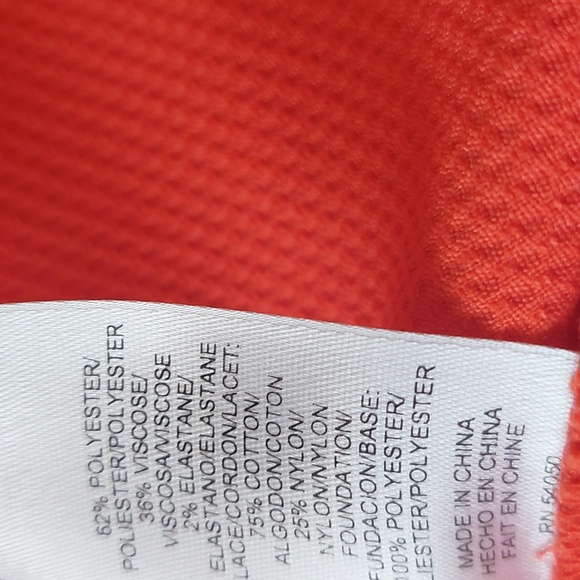 62% POLYESTER/
POLIESTER/POLYESTER
36% VISCOSE/
VISCOSA/VISCOSE
2% ELASTANE/
ELASTANO/ELASTANE
LACE/CORDON/LACET:
75% COTTON/
ALGODON/COTON
25% NYLON/
NYLON/NYLON
FOUNDATION/
FUNDACION/BASE:
00% POLYESTER/
IESTER/POLYESTER
MADE IN CHINA
HECHO EN CHINA
FAIT EN CHINE
RN 54050